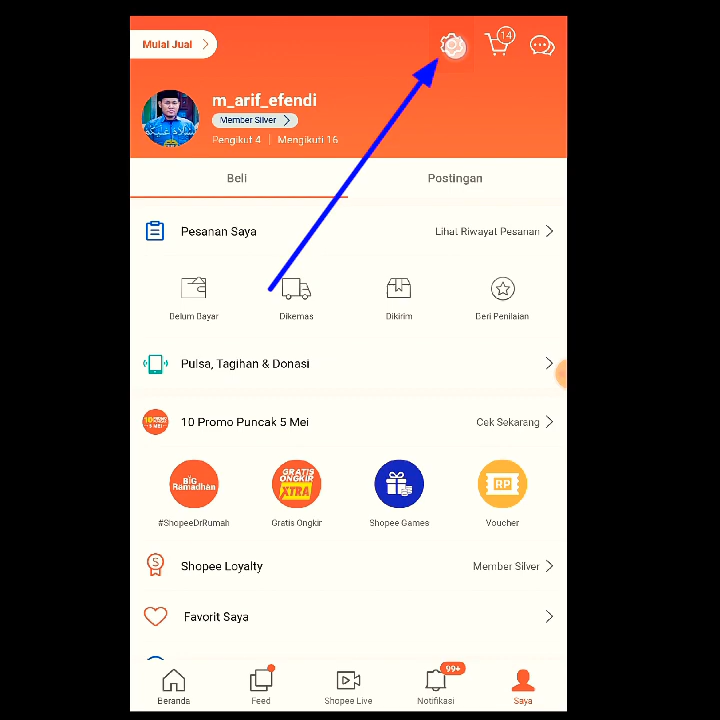 Mulai Jual
14
m_arif_efendi
Member Silver
Pengikut 4 | Mengikuti 16
Beli
Postingan
Pesanan Saya
Lihat Riwayat Pesanan
Belum Bayar
Dikemas
Dikirim
Beri Penilaian
Pulsa, Tagihan & Donasi
10 Promo Puncak 5 Mei
Cek Sekarang
BIG Ramadhan
GRATIS
ONGKIR
XTRA
RP
#ShopeeDrRumah
Gratis Ongkir
Shopee Games
Voucher
S
Shopee Loyalty
Member Silver
Favorit Saya
99+
Beranda
Feed
Shopee Live
Notifikasi
Saya